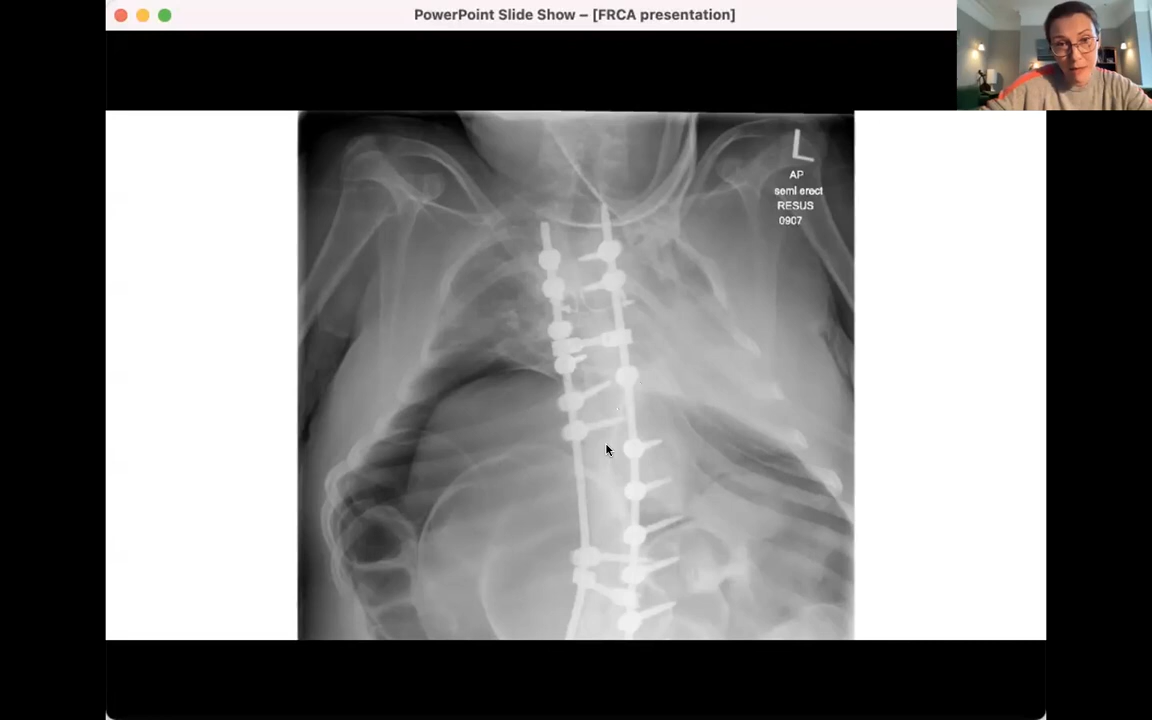 PowerPoint Slide Show – [FRCA presentation]
L
AP
semi erect
RESUS
0907